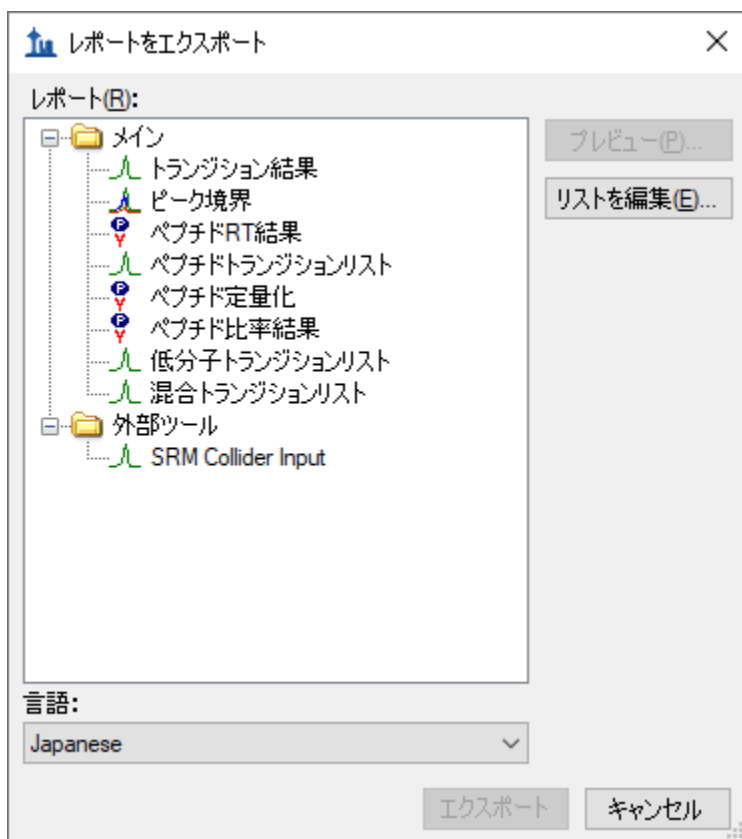 レポートをエクスポート
レポート(R):
メイン
トランジション結果
ピーク境界
ペプチドRT結果
ペプチドトランジションリスト
ペプチド定量化
ペプチド比率結果
低分子トランジションリスト
混合トランジションリスト
外部ツール
SRM Collider Input
プレビュー(P)...
リストを編集(E)...
言語:
Japanese
エクスポート
キャンセル